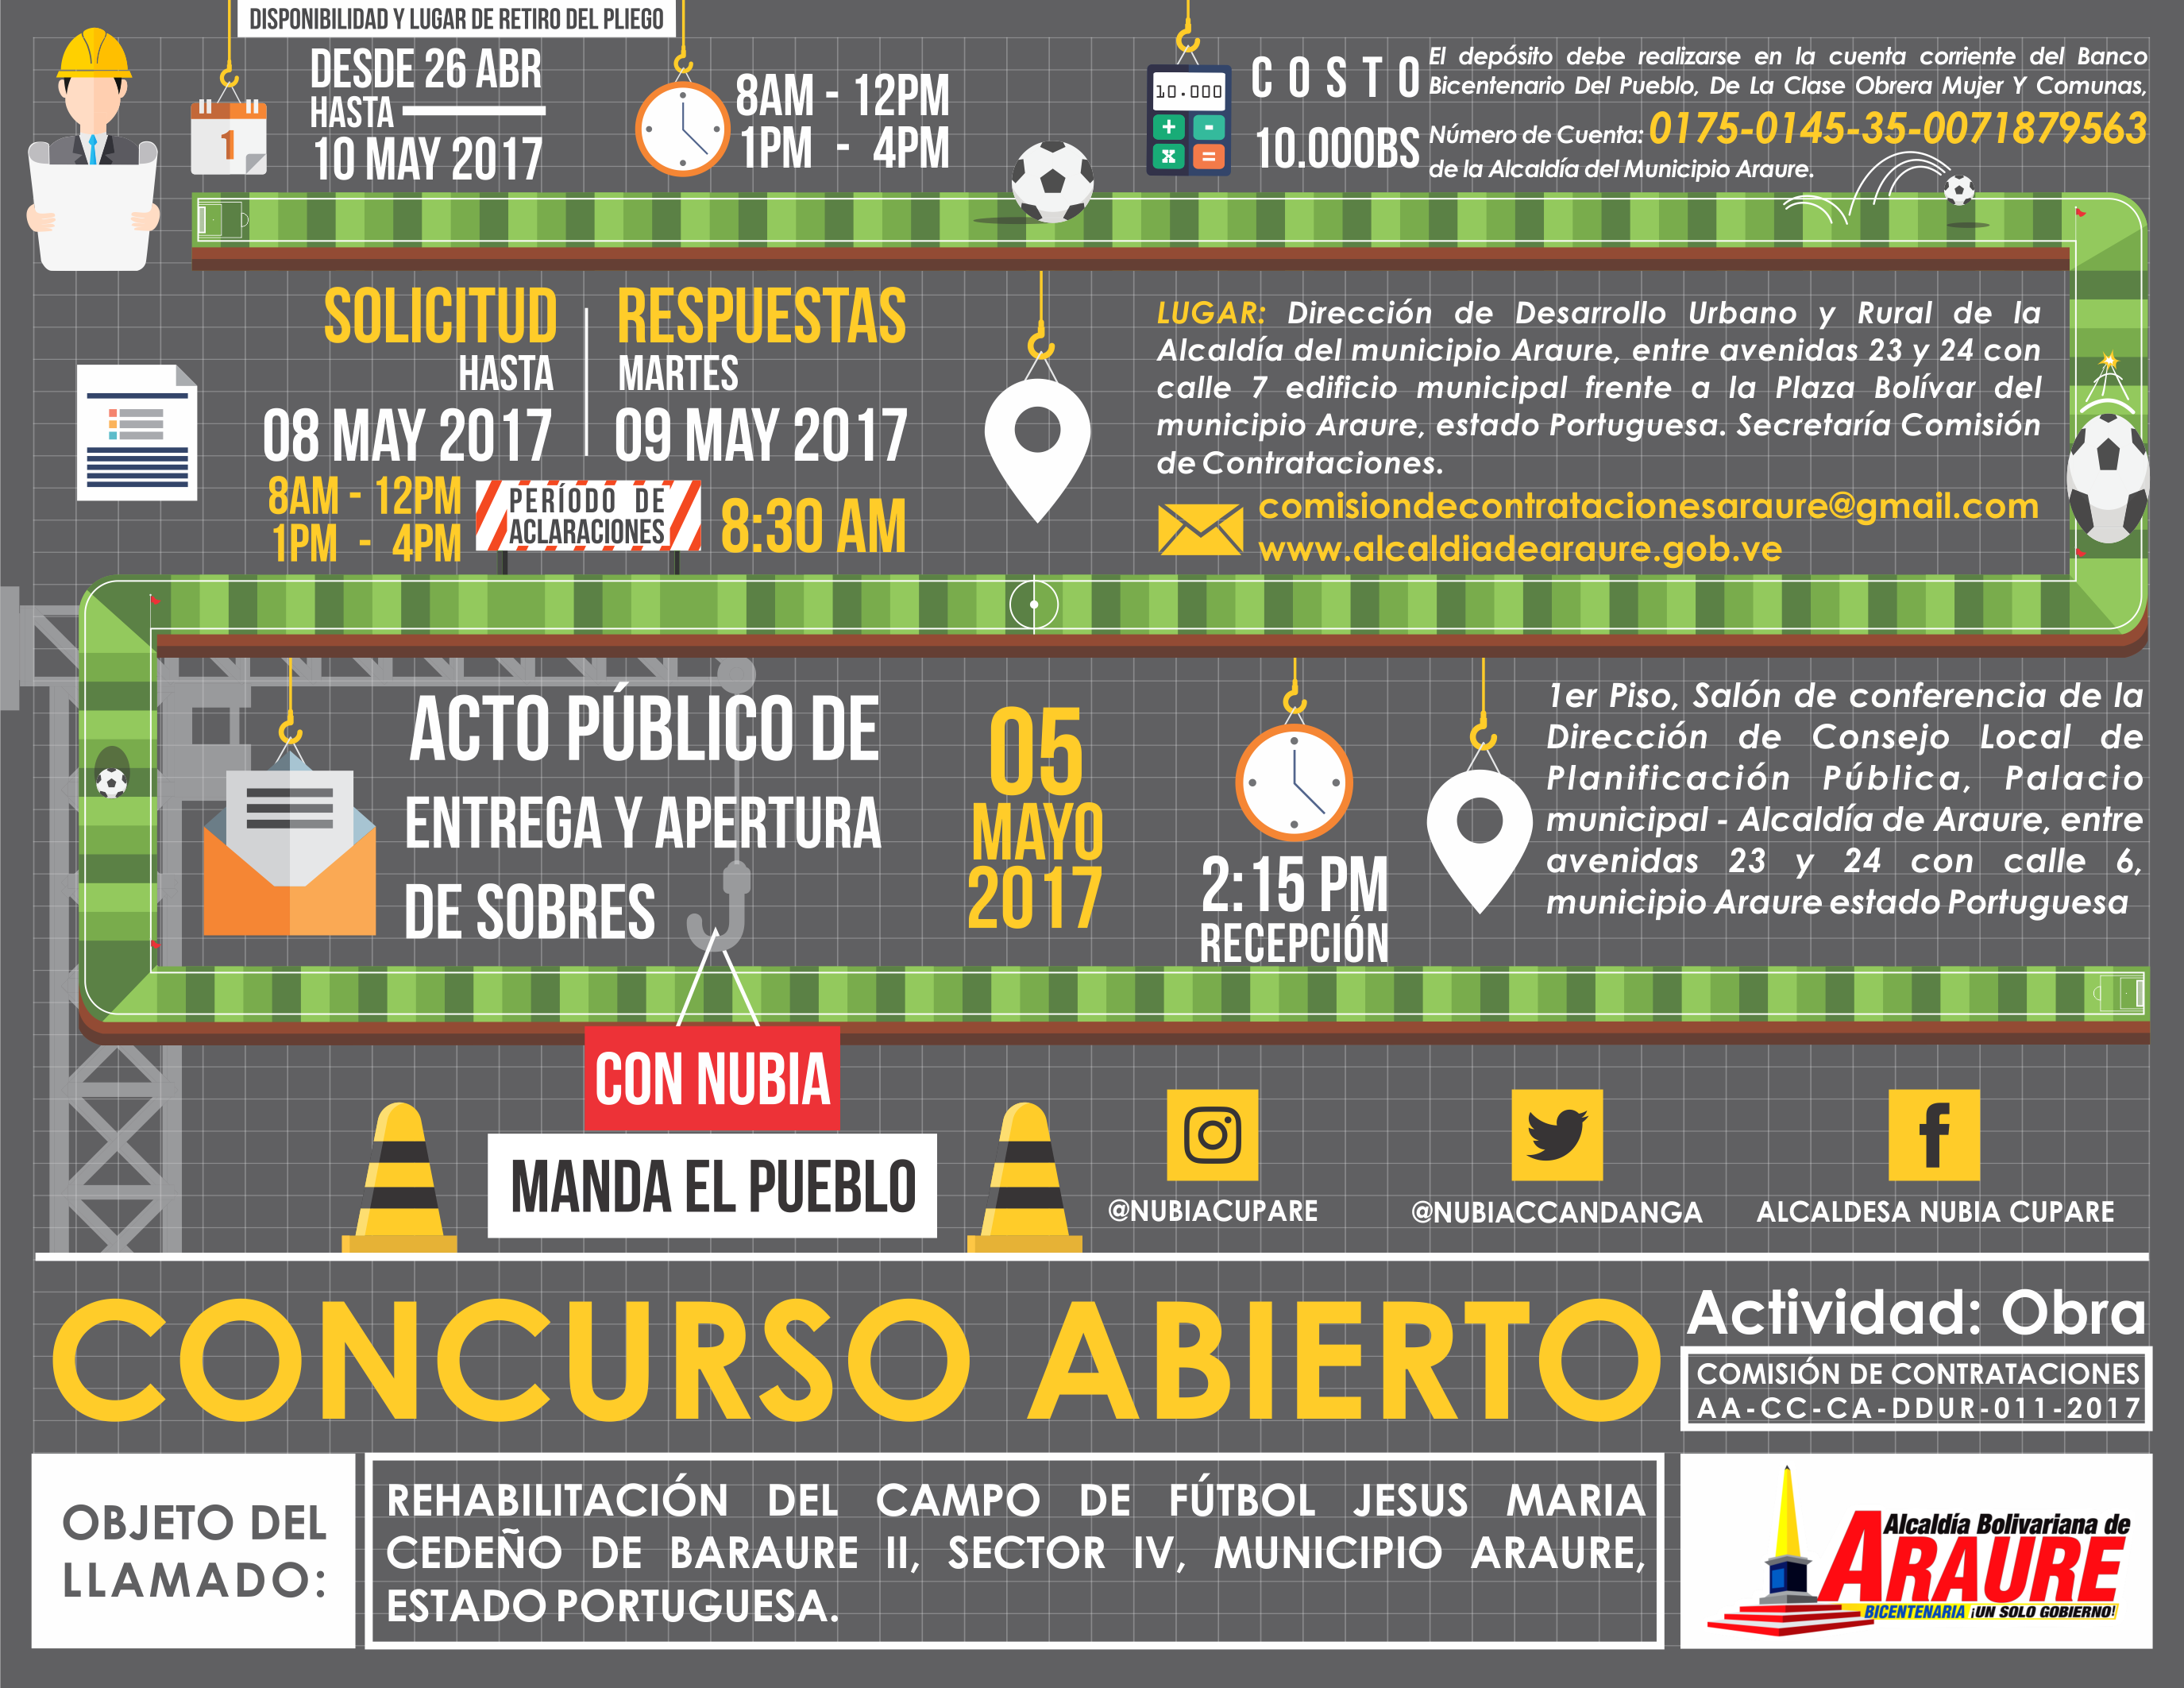 DISPONIBILIDAD Y LUGAR DE RETIRO DEL PLIEGO
DESDE 26 ABR
HASTA
10 MAY 2017
1
8AM - 12PM
1PM - 4PM
10.000
+ -
x =
COSTO
10.000BS
El depósito debe realizarse en la cuenta corriente del Banco
Bicentenario Del Pueblo, De La Clase Obrera Mujer Y Comunas,
Número de Cuenta: 0175-0145-35-0071879563
de la Alcaldía del Municipio Araure.
SOLICITUD
HASTA
08 MAY 2017
8AM - 12PM
1PM - 4PM
RESPUESTAS
MARTES
09 MAY 2017
8:30 AM
PERÍODO DE
ACLARACIONES
LUGAR: Dirección de Desarrollo Urbano y Rural de la
Alcaldía del municipio Araure, entre avenidas 23 y 24 con
calle 7 edificio municipal frente a la Plaza Bolívar del
municipio Araure, estado Portuguesa. Secretaría Comisión
de Contrataciones.
comisiondecontratacionesaraure@gmail.com
www.alcaldiadearaure.gob.ve
ACTO PÚBLICO DE
ENTREGA Y APERTURA
DE SOBRES
05
MAYO
2017
2:15 PM
RECEPCIÓN
1er Piso, Salón de conferencia de la
Dirección de Consejo Local de
Planificación Pública, Palacio
municipal - Alcaldía de Araure, entre
avenidas 23 y 24 con calle 6,
municipio Araure estado Portuguesa
CON NUBIA
MANDA EL PUEBLO
@NUBIACUPARE
@NUBIACCANDANGA
ALCALDESA NUBIA CUPARE
CONCURSO ABIERTO
Actividad: Obra
COMISIÓN DE CONTRATACIONES
AA-CC-CA-DDUR-011-2017
OBJETO DEL
LLAMADO:
REHABILITACIÓN DEL CAMPO DE FÚTBOL JESUS MARIA
CEDEÑO DE BARAURE II, SECTOR IV, MUNICIPIO ARAURE,
ESTADO PORTUGUESA.
Alcaldía Bolivariana de
ARAURE
BICENTENARIA ¡UN SOLO GOBIERNO!